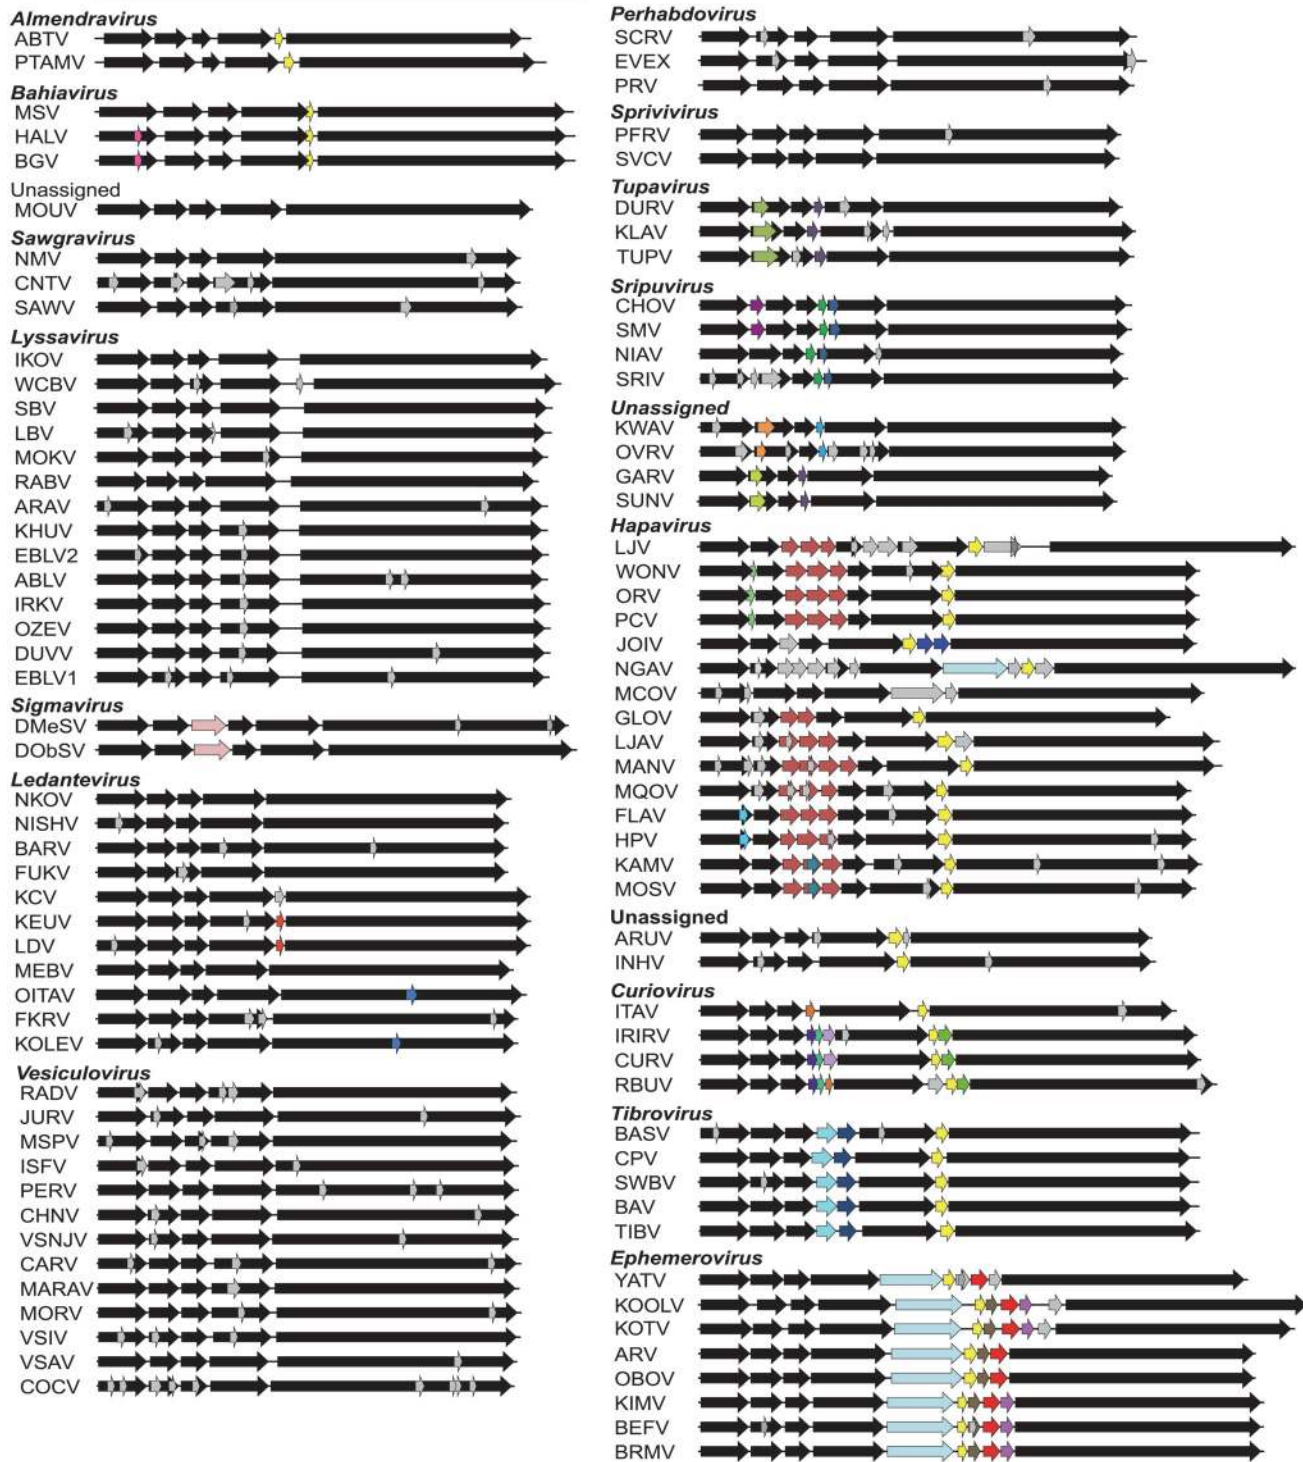 Almendravirus
ABTV
PTAMV
Bahiavirus
MSV
HALV
BGV
Unassigned
MOUV
Sawgravirus
NMV
CNTV
SAWV
Lyssavirus
IKOV
WCBV
SBV
LBV
MOKV
RABV
ARAV
KHUV
EBLV2
ABLV
IRKV
OZEV
DUVV
EBLV1
Sigmavirus
DMeSV
DObSV
Ledantevirus
NKOV
NISHV
BARV
FUKV
KCV
KEUV
LDV
MEBV
OITAV
FKRV
KOLEV
Vesiculovirus
RADV
JURV
MSPV
ISFV
PERV
CHNV
VSNJV
CARV
MARAV
MORV
VSIV
VSAV
COCV
Perhabdovirus
SCRV
EVEX
PRV
Sprivivirus
PFRV
SVCV
Tupavirus
DURV
KLAV
TUPV
Sripuvirus
CHOV
SMV
NIAV
SRIV
Unassigned
KWAV
OVRV
GARV
SUNV
Hapavirus
LJV
WONV
ORV
PCV
JOIV
NGAV
MCOV
GLOV
LJAV
MANV
MQOV
FLAV
HPV
KAMV
MOSV
Unassigned
ARUV
INHV
Curiovirus
ITAV
IRIRV
CURV
RBUV
Tibrovirus
BASV
CPV
SWBV
BAV
TIBV
Ephemerovirus
YATV
KOOLV
KOTV
ARV
OBOV
KIMV
BEFV
BRMV